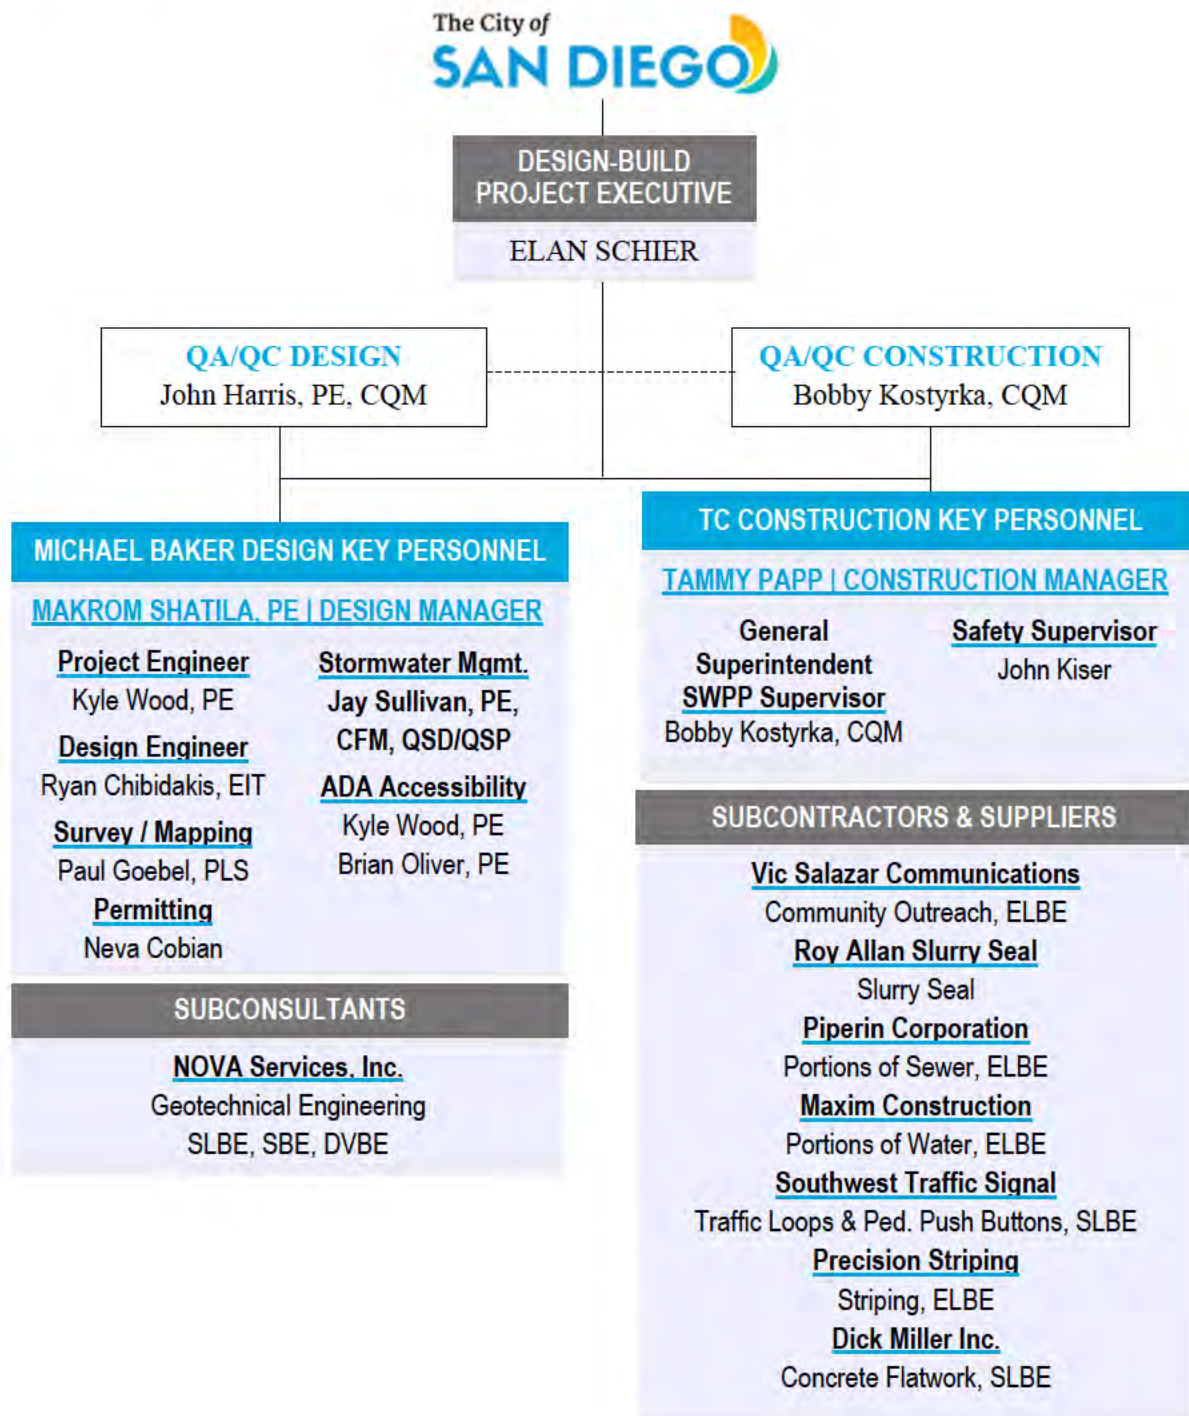 The City of
SAN DIEGO
DESIGN-BUILD
PROJECT EXECUTIVE
ELAN SCHIER
QA/QC DESIGN
John Harris, PE, CQM
QA/QC CONSTRUCTION
Bobby Kostyrka, CQM
MICHAEL BAKER DESIGN KEY PERSONNEL
MAKROM SHATILA, PE | DESIGN MANAGER
Project Engineer
Kyle Wood, PE
Design Engineer
Ryan Chibidakis, EIT
Survey / Mapping
Paul Goebel, PLS
Permitting
Neva Cobian
Stormwater Mgmt.
Jay Sullivan, PE,
CFM, QSD/QSP
ADA Accessibility
Kyle Wood, PE
Brian Oliver, PE
SUBCONSULTANTS
NOVA Services, Inc.
Geotechnical Engineering
SLBE, SBE, DVBE
TC CONSTRUCTION KEY PERSONNEL
TAMMY PAPP | CONSTRUCTION MANAGER
General
Superintendent
SWPP Supervisor
Bobby Kostyrka, CQM
Safety Supervisor
John Kiser
SUBCONTRACTORS & SUPPLIERS
Vic Salazar Communications
Community Outreach, ELBE
Roy Allan Slurry Seal
Slurry Seal
Piperin Corporation
Portions of Sewer, ELBE
Maxim Construction
Portions of Water, ELBE
Southwest Traffic Signal
Traffic Loops & Ped. Push Buttons, SLBE
Precision Striping
Striping, ELBE
Dick Miller Inc.
Concrete Flatwork, SLBE